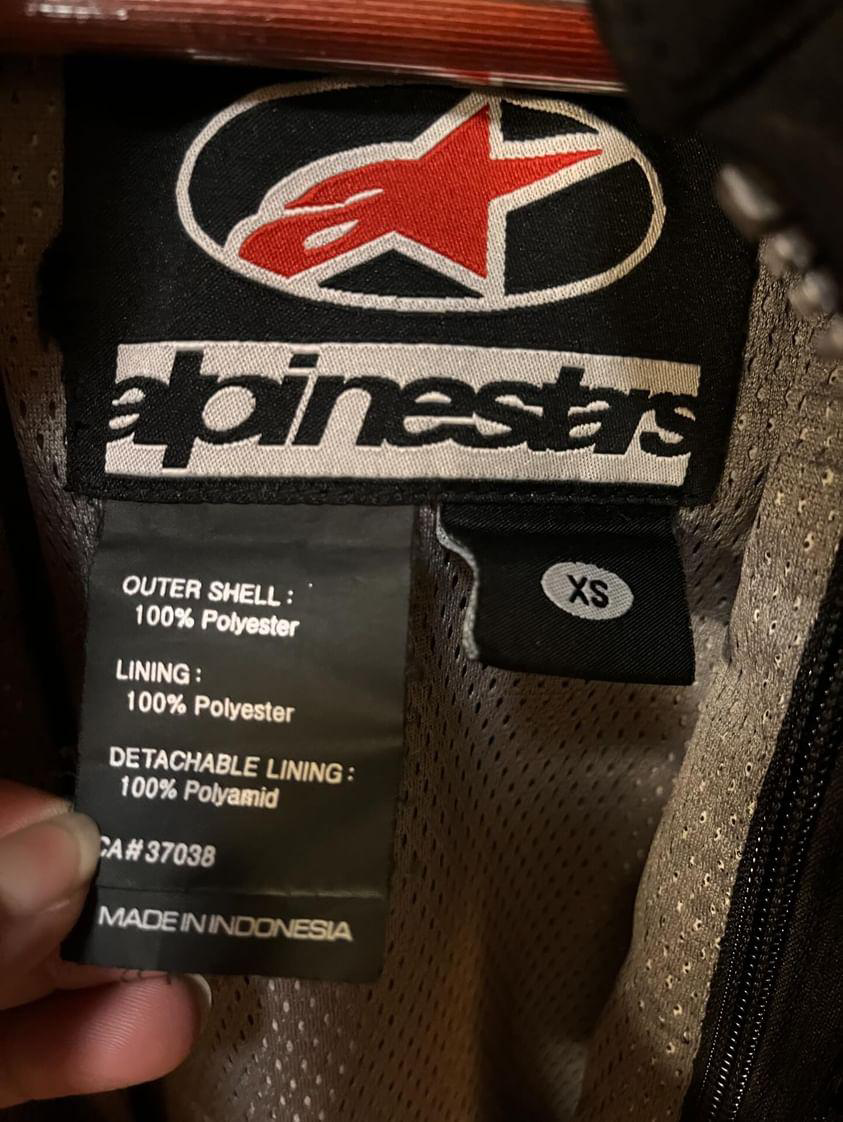 alpinestars
XS
OUTER SHELL:
100% Polyester
LINING:
100% Polyester
DETACHABLE LINING:
100% Polyamid
CA#37038
MADE IN INDONESIA